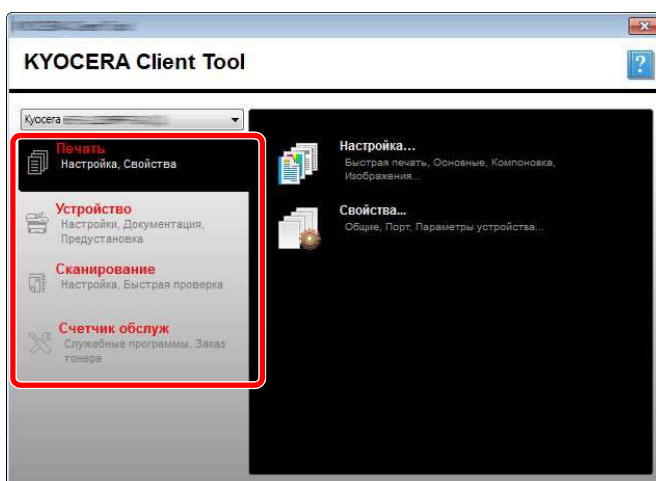 KYOCERA Client Tool
?
Kyocera
Печать
Настройка, Свойства
Устройство
Настройки, Документация,
Предустановка
Сканирование
Настройка, Быстрая проверка
Счетчик обслуж
Служебные программы, Заказ
тонера
Настройка...
Быстрая печать, Основные, Компоновка,
Изображения...
Свойства...
Общие, Порт, Параметры устройства...